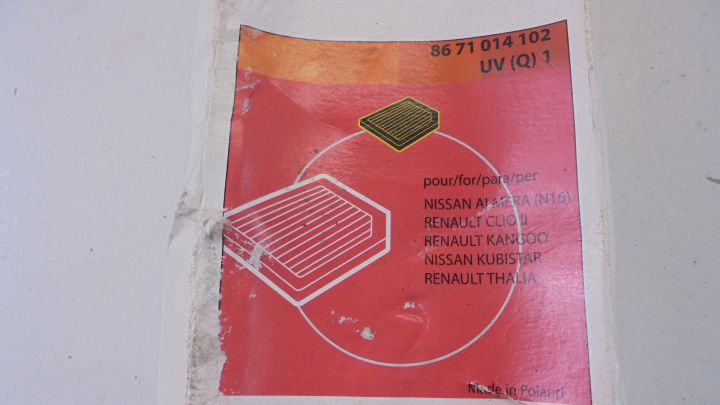 86 71 014 102
UV (Q) 1
pour/for/para/per
NISSAN ALMERA (N16)
RENAULT CLIO II
RENAULT KANGOO
NISSAN KUBISTAR
RENAULT THALIA
Made in Poland